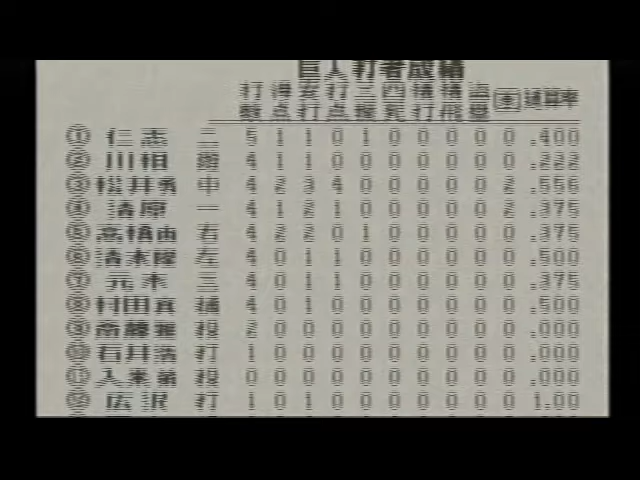 巨人打者成績
打数 得点 安打 打点 三振 四死 犠打 犠飛 盗塁 本 通算率
① 仁志 二 5 1 1 0 1 0 0 0 0 0 .400
② 川相 遊 4 1 1 0 0 0 0 0 0 0 .222
③ 松井秀 中 4 2 3 4 0 0 0 0 0 2 .556
④ 清原 一 4 1 2 1 0 0 0 0 0 2 .375
⑤ 高橋由 右 4 2 2 0 1 0 0 0 0 0 .375
⑥ 清水隆 左 4 0 1 1 0 0 0 0 0 0 .500
⑦ 元木 三 4 0 1 1 0 0 0 0 0 0 .375
⑧ 村田真 捕 4 0 1 0 0 0 0 0 0 0 .500
⑨ 斎藤雅 投 2 0 0 0 0 0 0 0 0 0 .000
⑩ 石井浩 打 1 0 0 0 0 0 0 0 0 0 .000
⑪ 入来 投 0 0 0 0 0 0 0 0 0 0 .000
⑫ 広沢 打 1 0 1 0 0 0 0 0 0 0 1.00